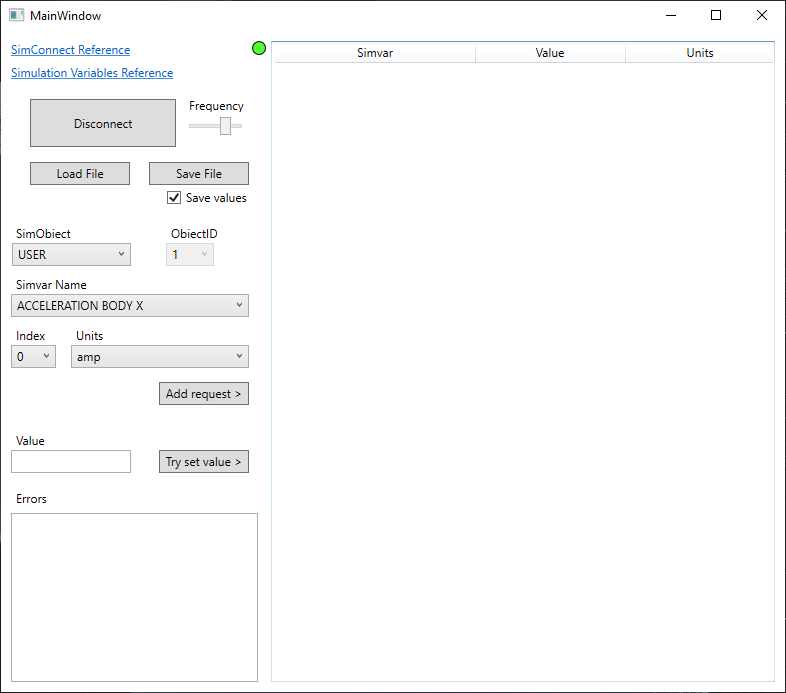 MainWindow
SimConnect Reference
Simulation Variables Reference
Disconnect
Frequency
Load File
Save File
Save values
SimObject
ObjectID
USER
1
Simvar Name
ACCELERATION BODY X
Index
Units
0
amp
Add request >
Value
Try set value >
Errors
Simvar
Value
Units